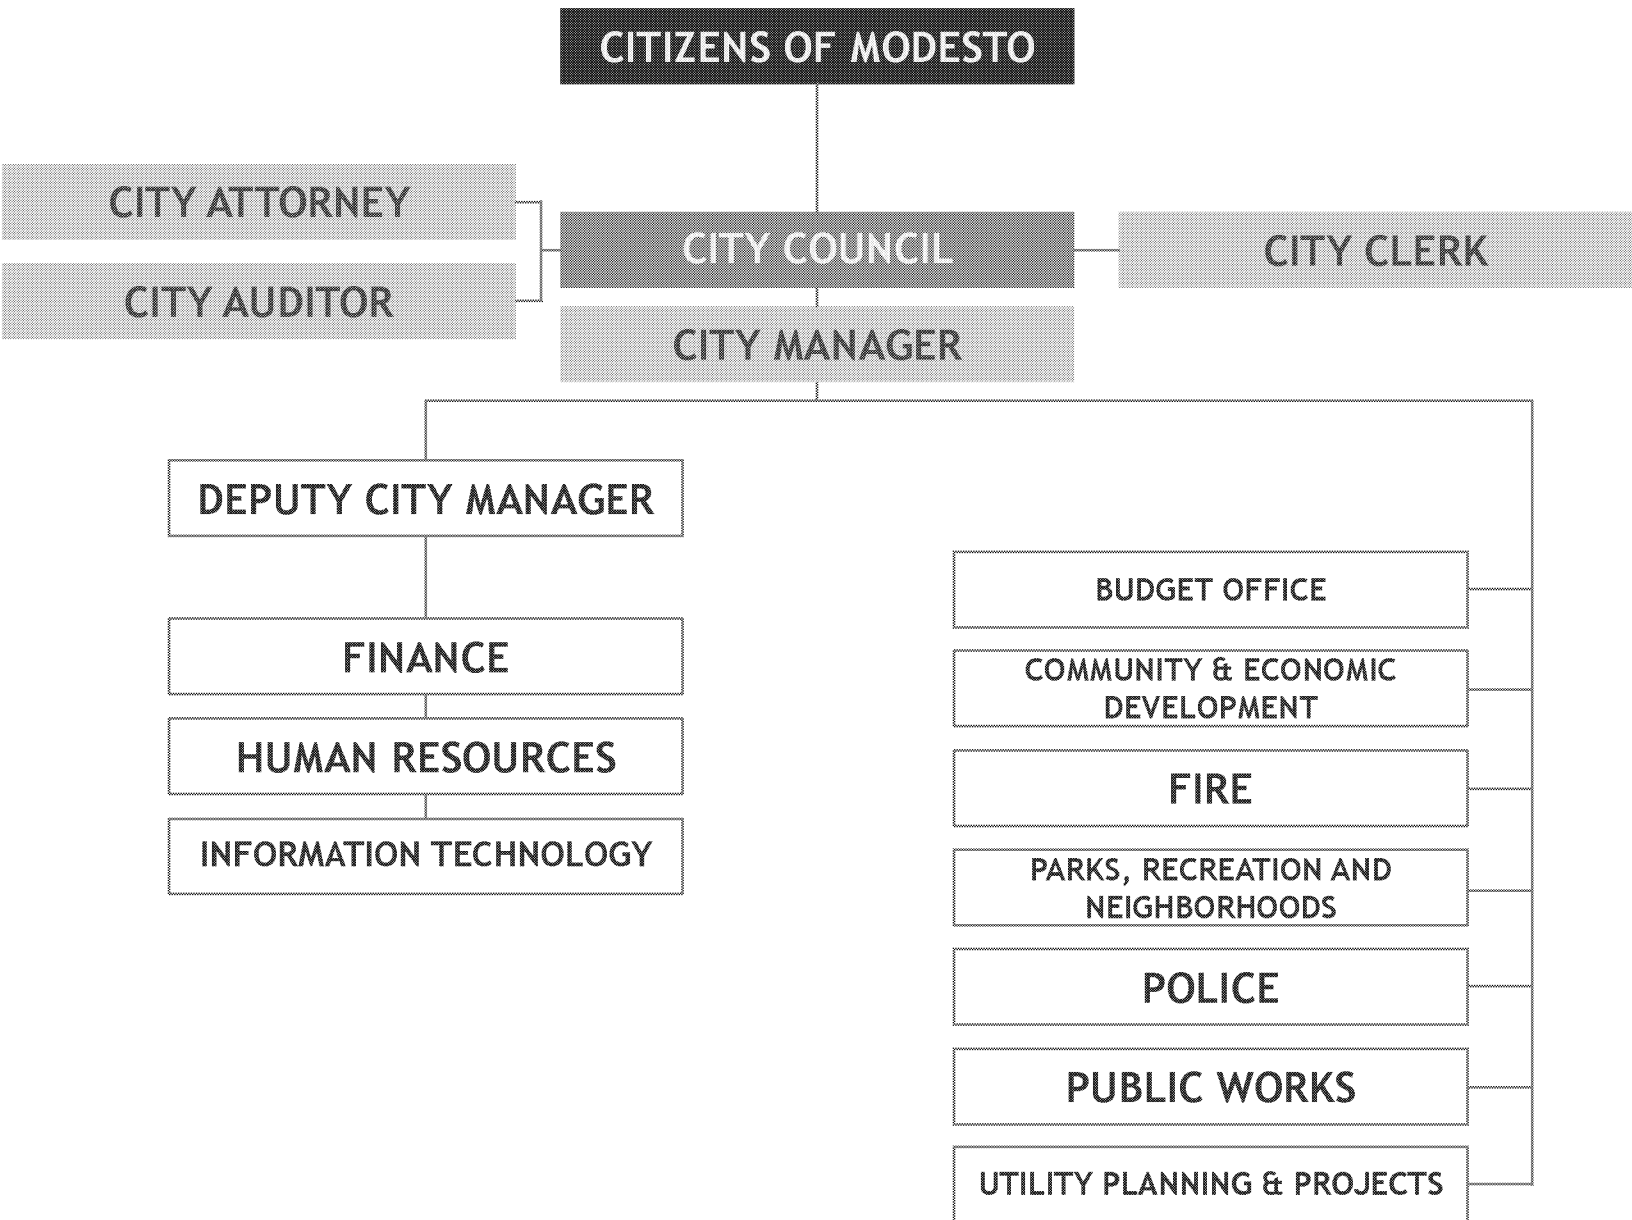 CITIZENS OF MODESTO
CITY ATTORNEY
CITY AUDITOR
CITY COUNCIL
CITY CLERK
CITY MANAGER
DEPUTY CITY MANAGER
FINANCE
HUMAN RESOURCES
INFORMATION TECHNOLOGY
BUDGET OFFICE
COMMUNITY & ECONOMIC
DEVELOPMENT
FIRE
PARKS, RECREATION AND
NEIGHBORHOODS
POLICE
PUBLIC WORKS
UTILITY PLANNING & PROJECTS